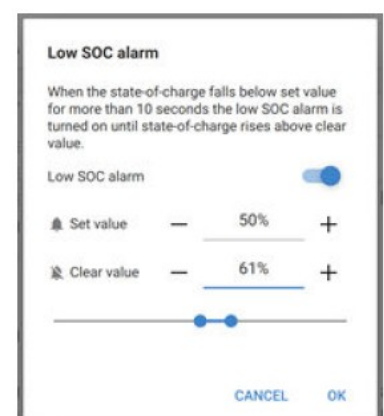 Low SOC alarm
When the state-of-charge falls below set value
for more than 10 seconds the low SOC alarm is
turned on until state-of-charge rises above clear
value.
Low SOC alarm
Set value — 50% +
Clear value — 61% +
CANCEL OK